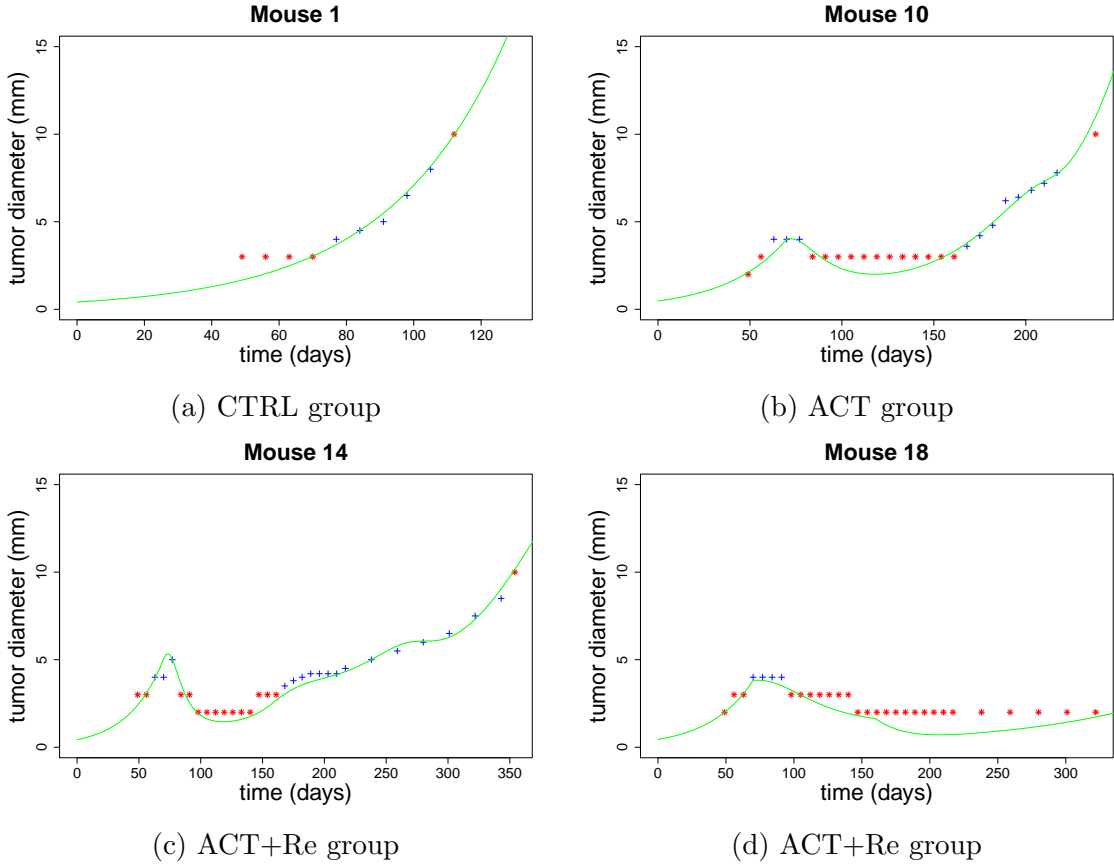 Mouse 1
tumor diameter (mm)
0 5 10 15
0 20 40 60 80 100 120
time (days)
(a) CTRL group
Mouse 10
tumor diameter (mm)
0 5 10 15
0 50 100 150 200
time (days)
(b) ACT group
Mouse 14
tumor diameter (mm)
0 5 10 15
0 50 100 150 200 250 300 350
time (days)
(c) ACT+Re group
Mouse 18
tumor diameter (mm)
0 5 10 15
0 50 100 150 200 250 300
time (days)
(d) ACT+Re group